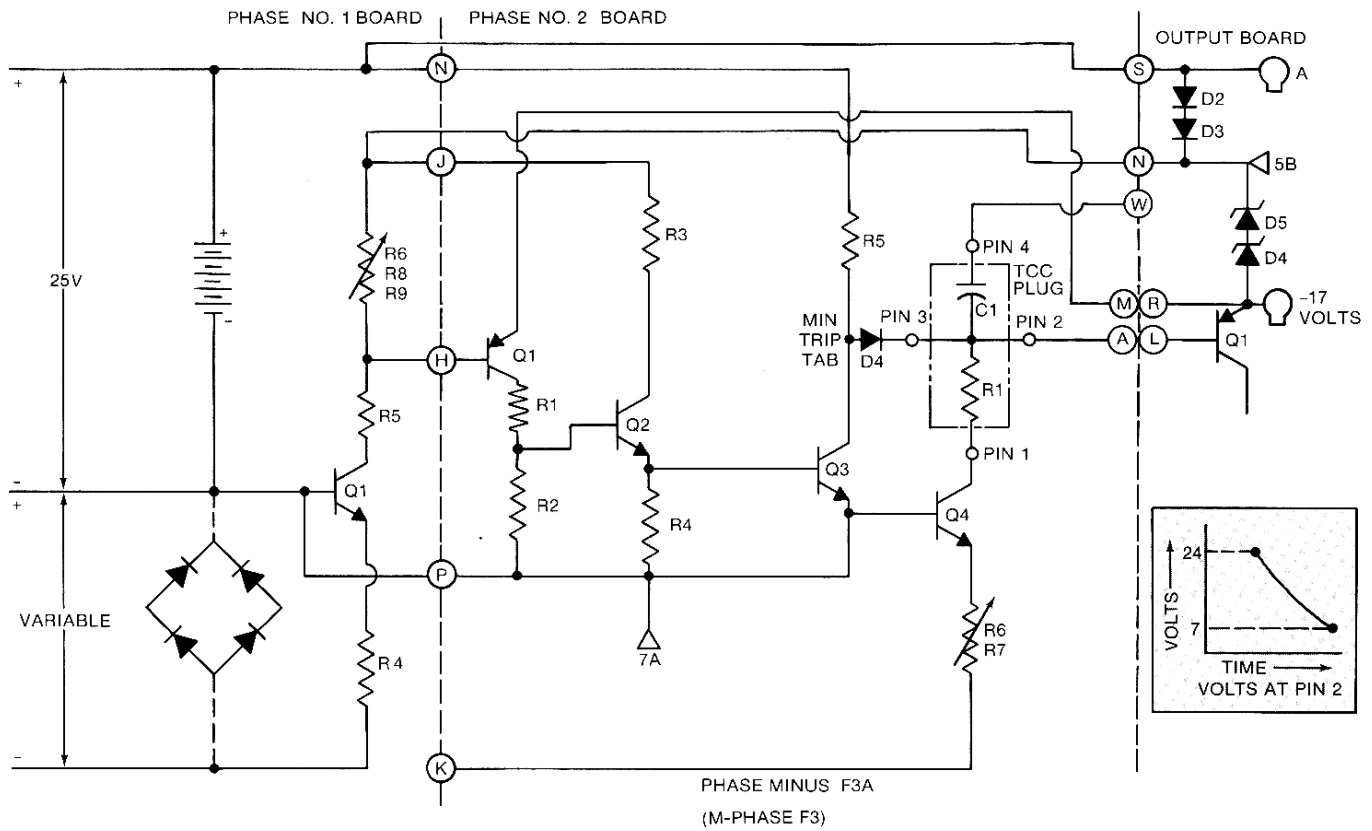 PHASE NO. 1 BOARD
PHASE NO. 2 BOARD
OUTPUT BOARD
+
N
S
A
D2
D3
J
N
5B
W
R3
R5
PIN 4
D5
D4
+
R6
R8
R9
25V
TCC
PLUG
C1
M
R
-17
VOLTS
-
MIN
TRIP
TAB
PIN 3
PIN 2
A
L
Q1
H
Q1
D4
R1
R1
R5
Q2
PIN 1
Q3
-
+
Q1
R2
R4
Q4
P
24
VOLTS
7
TIME
VOLTS AT PIN 2
VARIABLE
R6
R7
7A
R4
-
K
PHASE MINUS F3A
(M-PHASE F3)